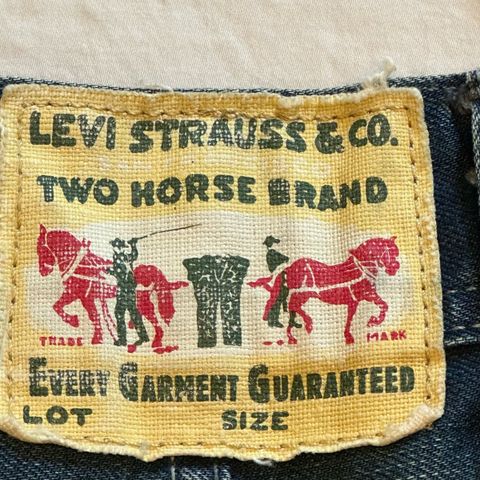 LEVI STRAUSS & CO.
TWO HORSE BRAND
TRADE MARK
EVERY GARMENT GUARANTEED
LOT SIZE